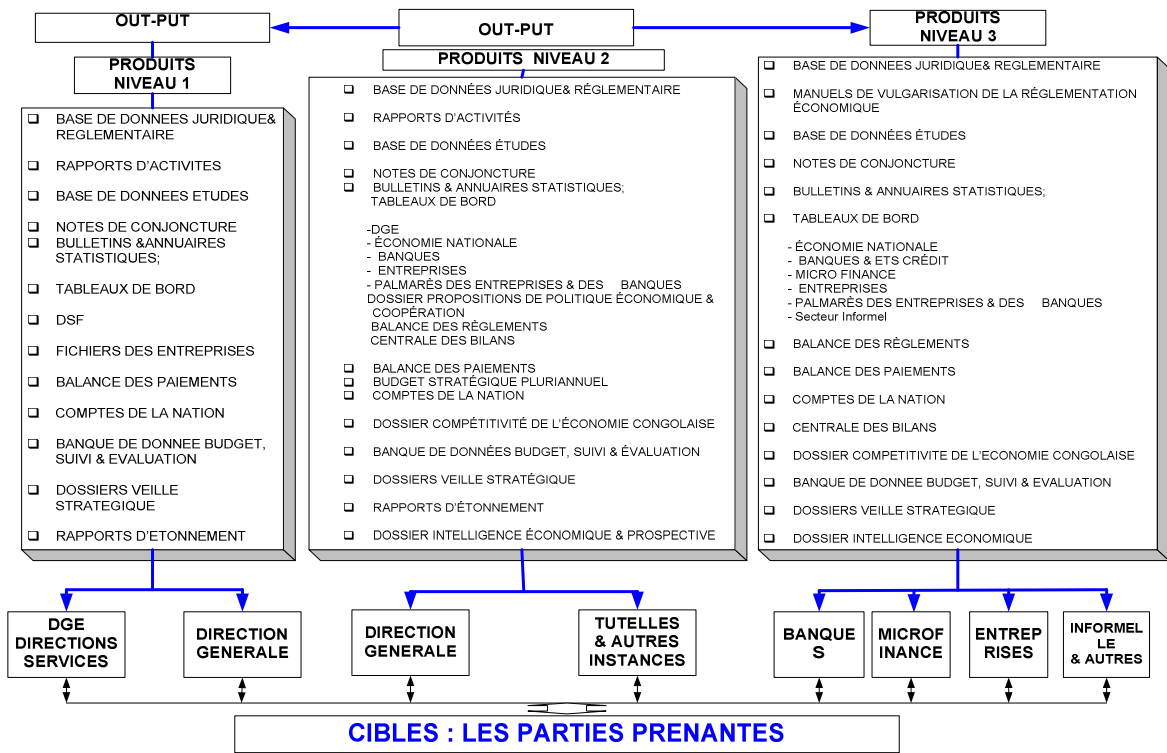 OUT-PUT
OUT-PUT
PRODUITS
NIVEAU 3
PRODUITS
NIVEAU 1
❑ BASE DE DONNEES JURIDIQUE&
REGLEMENTAIRE
❑ RAPPORTS D'ACTIVITES
❑ BASE DE DONNEES ETUDES
❑ NOTES DE CONJONCTURE
❑ BULLETINS &ANNUAIRES
STATISTIQUES;
❑ TABLEAUX DE BORD
❑ DSF
❑ FICHIERS DES ENTREPRISES
❑ BALANCE DES PAIEMENTS
❑ COMPTES DE LA NATION
❑ BANQUE DE DONNEE BUDGET,
SUIVI & EVALUATION
❑ DOSSIERS VEILLE
STRATEGIQUE
❑ RAPPORTS D'ETONNEMENT
PRODUITS NIVEAU 2
❑ BASE DE DONNÉES JURIDIQUE& RÉGLEMENTAIRE
❑ RAPPORTS D'ACTIVITÉS
❑ BASE DE DONNÉES ÉTUDES
❑ NOTES DE CONJONCTURE
❑ BULLETINS & ANNUAIRES STATISTIQUES;
TABLEAUX DE BORD
-DGE
- ÉCONOMIE NATIONALE
- BANQUES
- ENTREPRISES
- PALMARÈS DES ENTREPRISES & DES BANQUES
DOSSIER PROPOSITIONS DE POLITIQUE ÉCONOMIQUE &
COOPÉRATION
BALANCE DES RÈGLEMENTS
CENTRALE DES BILANS
❑ BALANCE DES PAIEMENTS
❑ BUDGET STRATÉGIQUE PLURIANNUEL
❑ COMPTES DE LA NATION
❑ DOSSIER COMPÉTITIVITÉ DE L'ÉCONOMIE CONGOLAISE
❑ BANQUE DE DONNÉES BUDGET, SUIVI & ÉVALUATION
❑ DOSSIERS VEILLE STRATÉGIQUE
❑ RAPPORTS D'ÉTONNEMENT
❑ DOSSIER INTELLIGENCE ÉCONOMIQUE & PROSPECTIVE
❑ BASE DE DONNEES JURIDIQUE& REGLEMENTAIRE
❑ MANUELS DE VULGARISATION DE LA RÉGLEMENTATION
ÉCONOMIQUE
❑ BASE DE DONNÉES ÉTUDES
❑ NOTES DE CONJONCTURE
❑ BULLETINS & ANNUAIRES STATISTIQUES;
❑ TABLEAUX DE BORD
- ÉCONOMIE NATIONALE
- BANQUES & ETS CRÉDIT
- MICRO FINANCE
- ENTREPRISES
- PALMARÈS DES ENTREPRISES & DES BANQUES
- Secteur Informel
❑ BALANCE DES RÈGLEMENTS
❑ BALANCE DES PAIEMENTS
❑ COMPTES DE LA NATION
❑ CENTRALE DES BILANS
❑ DOSSIER COMPETITIVITE DE L'ECONOMIE CONGOLAISE
❑ BANQUE DE DONNEE BUDGET, SUIVI & EVALUATION
❑ DOSSIERS VEILLE STRATEGIQUE
❑ DOSSIER INTELLIGENCE ECONOMIQUE
DGE
DIRECTIONS
SERVICES
DIRECTION
GENERALE
DIRECTION
GENERALE
TUTELLES
& AUTRES
INSTANCES
BANQUE
S
MICROF
INANCE
ENTREP
RISES
INFORMEL
LE
& AUTRES
CIBLES : LES PARTIES PRENANTES